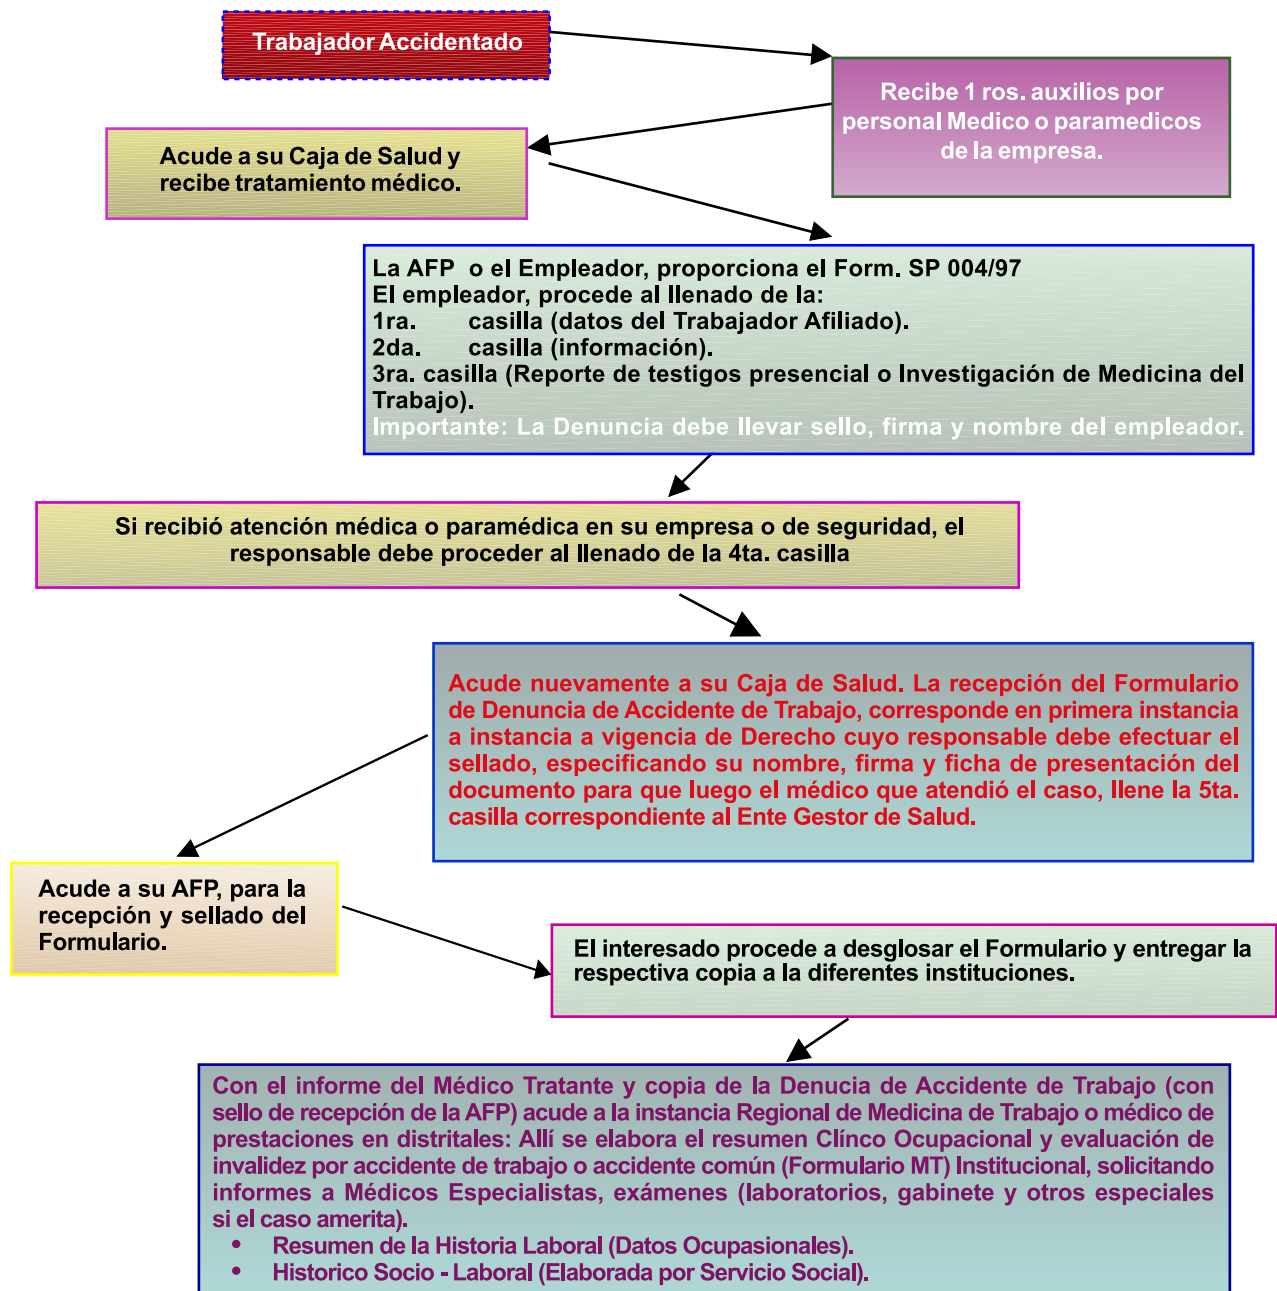 Trabajador Accidentado
Recibe 1 ros. auxilios por
personal Medico o paramedicos
de la empresa.
Acude a su Caja de Salud y
recibe tratamiento médico.
La AFP o el Empleador, proporciona el Form. SP 004/97
El empleador, procede al llenado de la:
1ra. casilla (datos del Trabajador Afiliado).
2da. casilla (información).
3ra. casilla (Reporte de testigos presencial o Investigación de Medicina del
Trabajo).
Importante: La Denuncia debe llevar sello, firma y nombre del empleador.
Si recibió atención médica o paramédica en su empresa o de seguridad, el
responsable debe proceder al llenado de la 4ta. casilla
Acude nuevamente a su Caja de Salud. La recepción del Formulario
de Denuncia de Accidente de Trabajo, corresponde en primera instancia
a instancia a vigencia de Derecho cuyo responsable debe efectuar el
sellado, especificando su nombre, firma y ficha de presentación del
documento para que luego el médico que atendió el caso, llene la 5ta.
casilla correspondiente al Ente Gestor de Salud.
Acude a su AFP, para la
recepción y sellado del
Formulario.
El interesado procede a desglosar el Formulario y entregar la
respectiva copia a la diferentes instituciones.
Con el informe del Médico Tratante y copia de la Denucia de Accidente de Trabajo (con
sello de recepción de la AFP) acude a la instancia Regional de Medicina de Trabajo o médico de
prestaciones en distritales: Allí se elabora el resumen Clínco Ocupacional y evaluación de
invalidez por accidente de trabajo o accidente común (Formulario MT) Institucional, solicitando
informes a Médicos Especialistas, exámenes (laboratorios, gabinete y otros especiales
si el caso amerita).
• Resumen de la Historia Laboral (Datos Ocupasionales).
• Historico Socio - Laboral (Elaborada por Servicio Social).